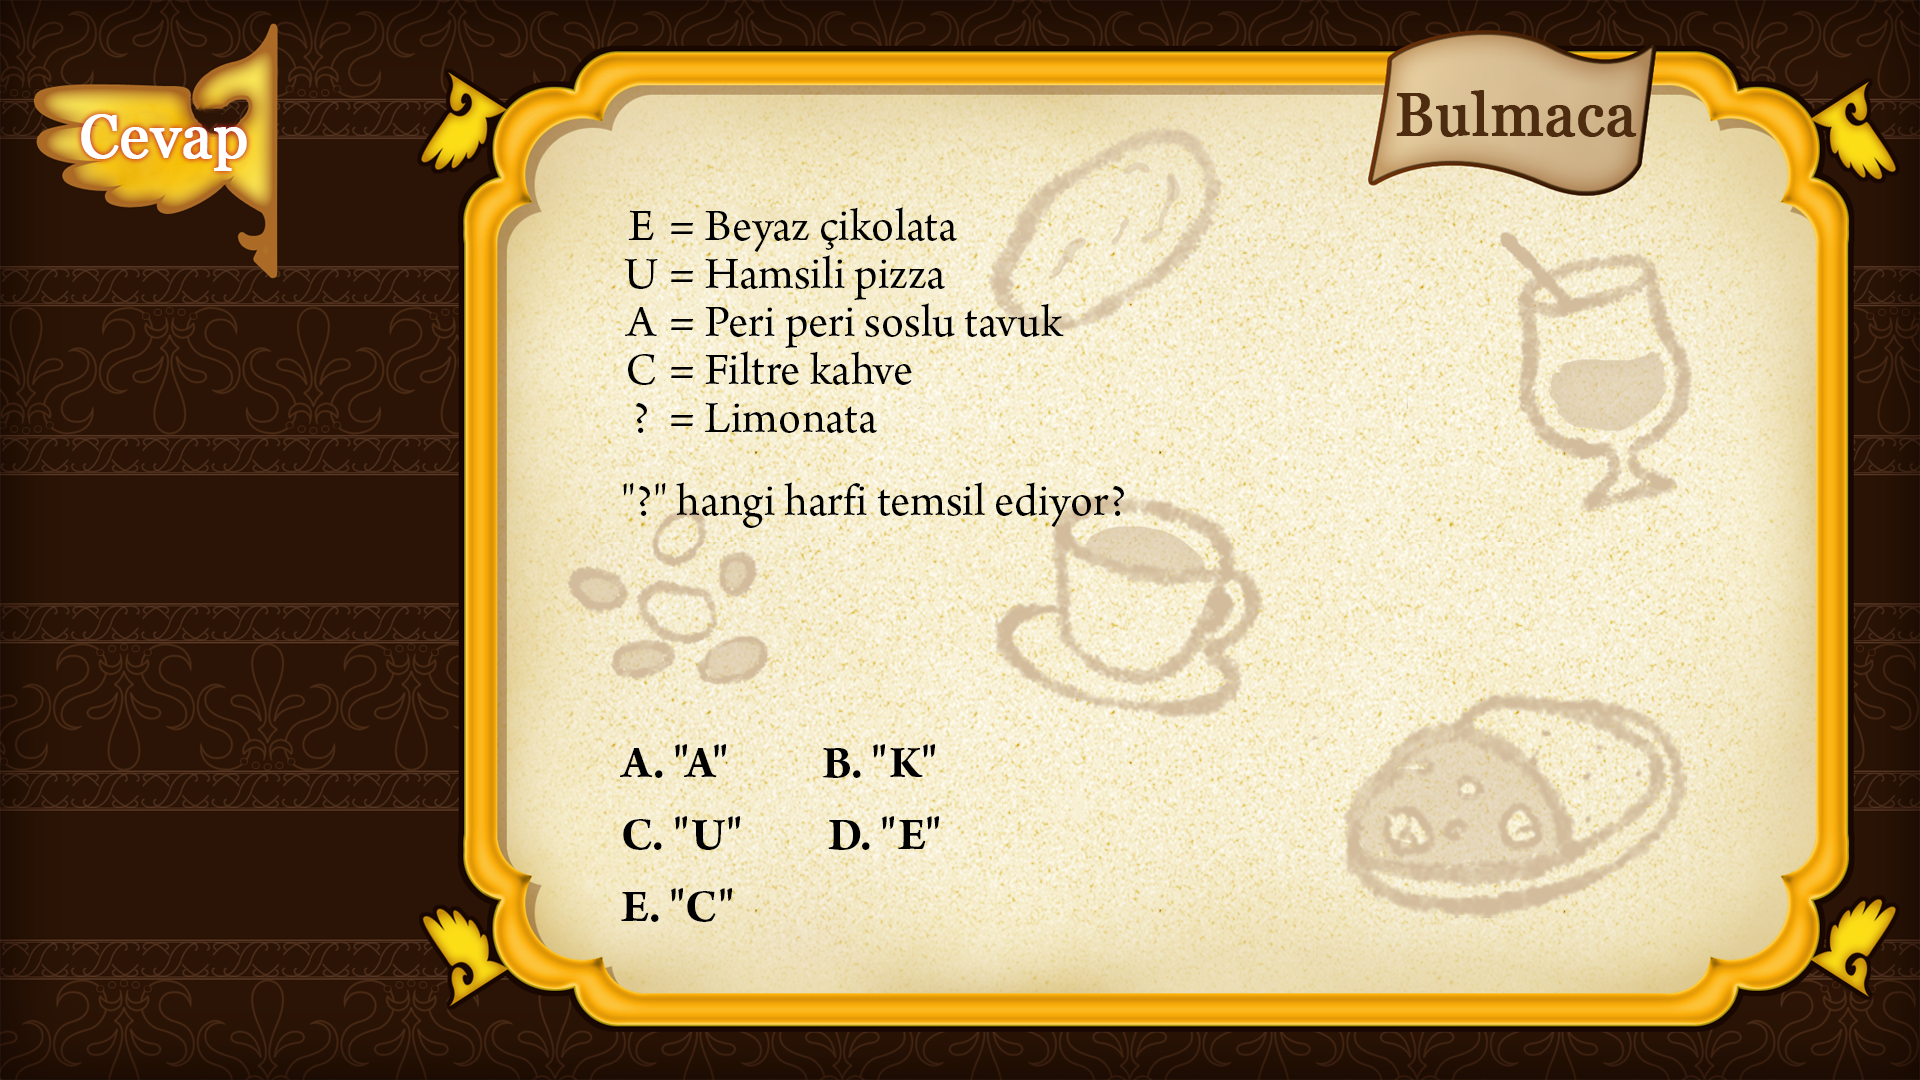 Cevap
Bulmaca
E = Beyaz çikolata
U = Hamsili pizza
A = Peri peri soslu tavuk
C = Filtre kahve
? = Limonata
"?" hangi harfi temsil ediyor?
A. "A" B. "K"
C. "U" D. "E"
E. "C"